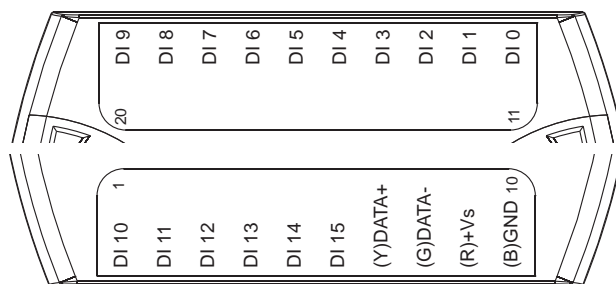 DI 9
DI 8
DI 7
DI 6
DI 5
DI 4
DI 3
DI 2
DI 1
DI 0
20
11
1
10
DI 10
DI 11
DI 12
DI 13
DI 14
DI 15
(Y)DATA+
(G)DATA-
(R)+Vs
(B)GND